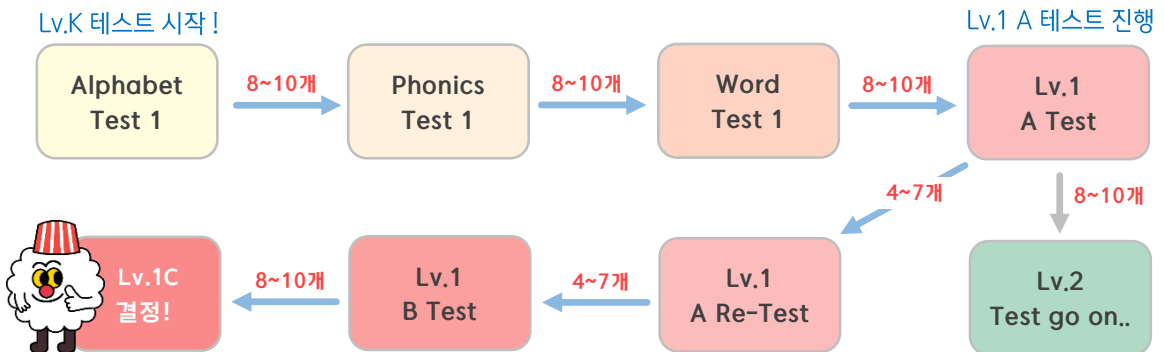 Lv.K 테스트 시작 !
Lv.1 A 테스트 진행
Alphabet
Test 1
8~10개
Phonics
Test 1
8~10개
Word
Test 1
8~10개
Lv.1
A Test
4~7개
8~10개
Lv.1C
결정!
8~10개
Lv.1
B Test
4~7개
Lv.1
A Re-Test
Lv.2
Test go on..